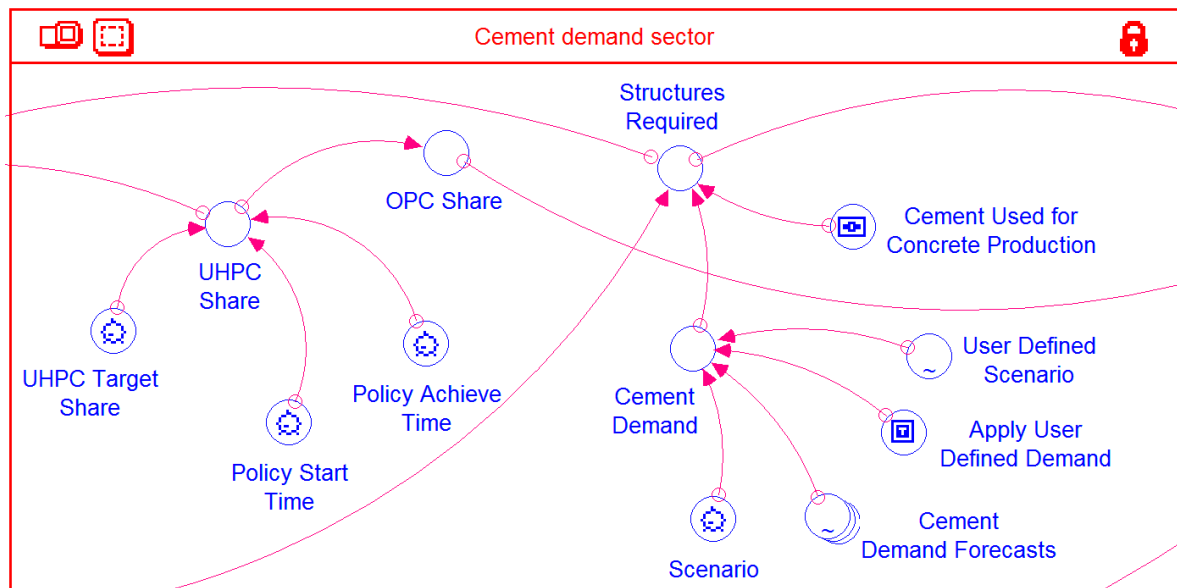 Cement demand sector
Structures
Required
OPC Share
Cement Used for
Concrete Production
UHPC
Share
UHPC Target
Share
Policy Achieve
Time
Policy Start
Time
User Defined
Scenario
Cement
Demand
Apply User
Defined Demand
~
Scenario
~
Cement
Demand Forecasts